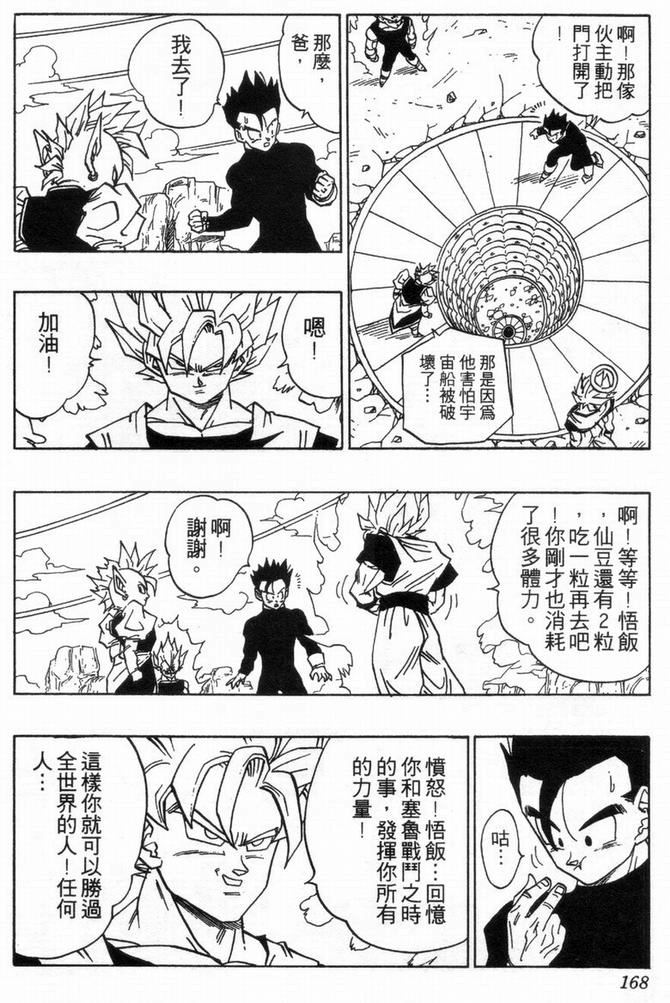 啊！那傢
伙主動把
門打開了
！
那是因為
他害怕宇
宙船被破
壞了…
那麼，
爸，
我去了！
嗯！
加油！
啊！等等！悟飯
，仙豆還有2粒
，吃一粒再去吧
！你剛才也消耗
了很多體力。
啊！
謝謝。
咕…
憤怒！悟飯…回憶
你和塞魯戰鬥之時
的事，發揮你所有
的力量！
這樣你就可以勝過
全世界的人！任何
人…
168